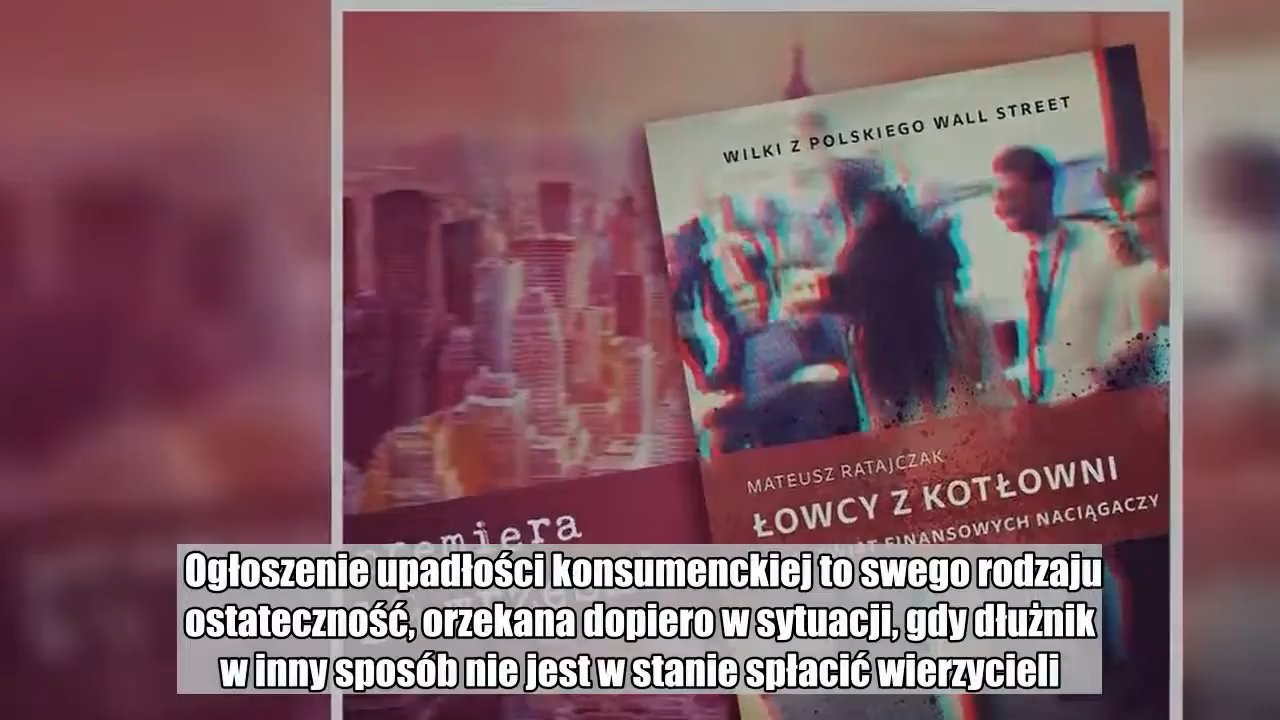 WILKI Z POLSKIEGO WALL STREET
MATEUSZ RATAJCZAK
ŁOWCY Z KOTŁOWNI
FINANSOWYCH NACIĄGACZY
premiera
Ogłoszenie upadłości konsumenckiej to swego rodzaju
ostateczność, orzekana dopiero w sytuacji, gdy dłużnik
w inny sposób nie jest w stanie spłacić wierzycieli